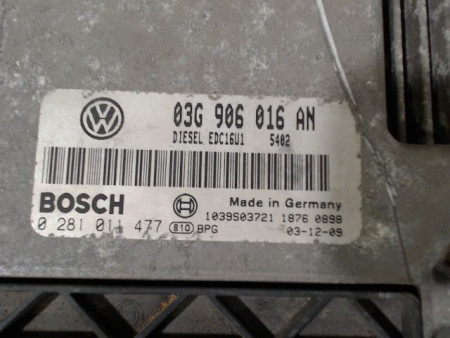 03G 906 016 AN
DIESEL EDC16U1 5402
BOSCH
Made in Germany
0 281 011 477 810 BPG
1039S03721 1876 0898
03-12-09